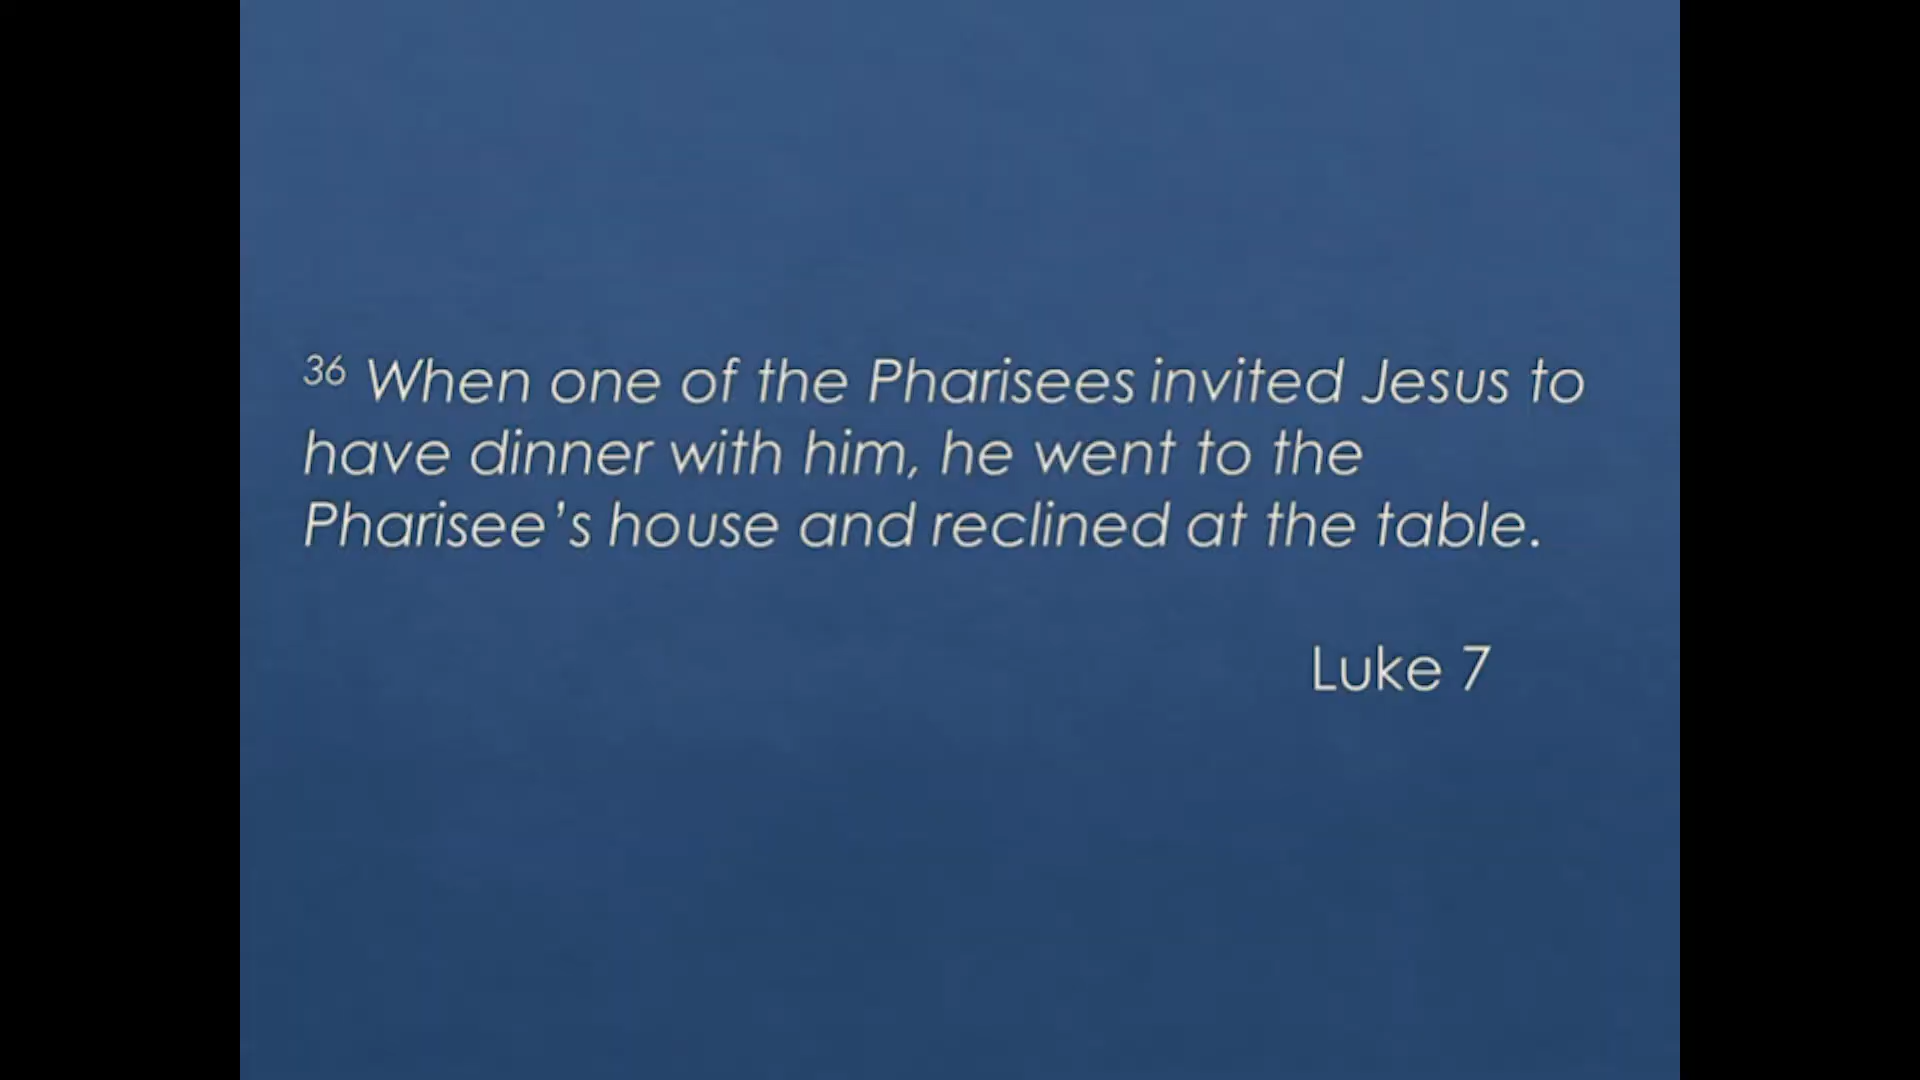 36 When one of the Pharisees invited Jesus to
have dinner with him, he went to the
Pharisee’s house and reclined at the table.
Luke 7